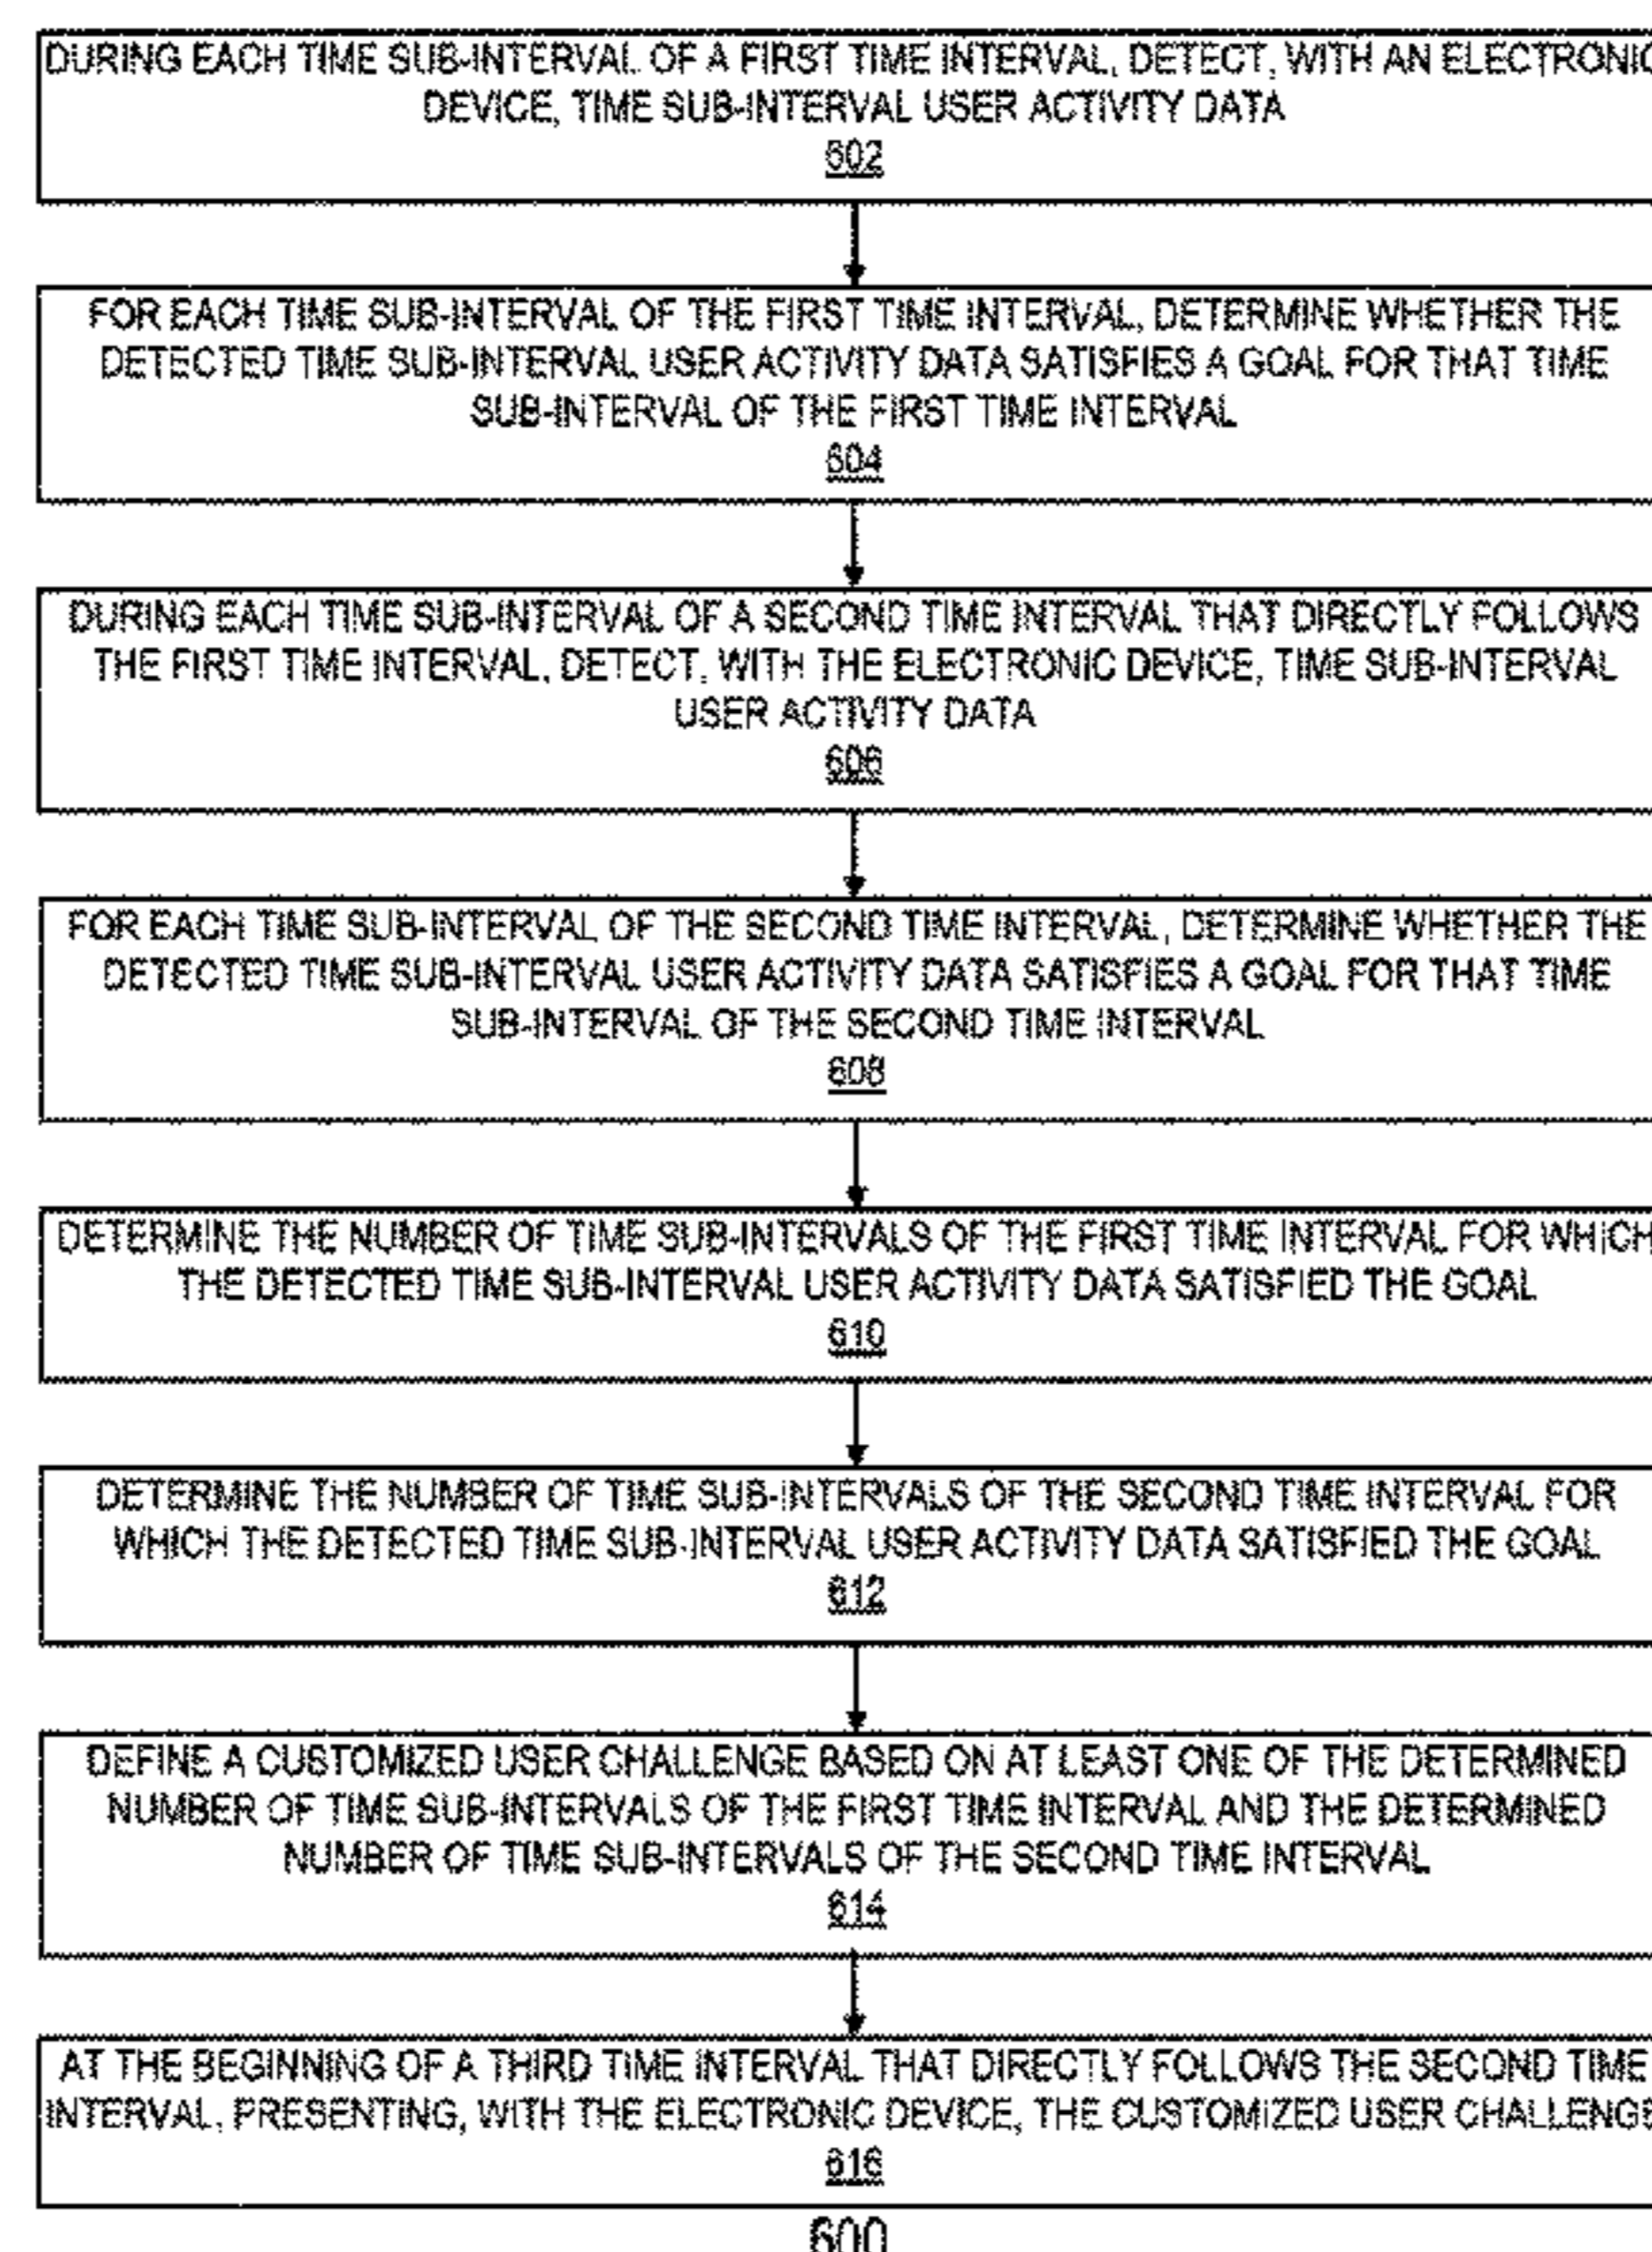 DURING EACH TIME SUB-INTERVAL OF A FIRST TIME INTERVAL, DETECT, WITH AN ELECTRONIC
DEVICE, TIME SUB-INTERVAL USER ACTIVITY DATA
602
FOR EACH TIME SUB-INTERVAL OF THE FIRST TIME INTERVAL, DETERMINE WHETHER THE
DETECTED TIME SUB-INTERVAL USER ACTIVITY DATA SATISFIES A GOAL FOR THAT TIME
SUB-INTERVAL OF THE FIRST TIME INTERVAL
604
DURING EACH TIME SUB-INTERVAL OF A SECOND TIME INTERVAL THAT DIRECTLY FOLLOWS
THE FIRST TIME INTERVAL, DETECT, WITH THE ELECTRONIC DEVICE, TIME SUB-INTERVAL
USER ACTIVITY DATA
606
FOR EACH TIME SUB-INTERVAL OF THE SECOND TIME INTERVAL, DETERMINE WHETHER THE
DETECTED TIME SUB-INTERVAL USER ACTIVITY DATA SATISFIES A GOAL FOR THAT TIME
SUB-INTERVAL OF THE SECOND TIME INTERVAL
608
DETERMINE THE NUMBER OF TIME SUB-INTERVALS OF THE FIRST TIME INTERVAL FOR WHICH
THE DETECTED TIME SUB-INTERVAL USER ACTIVITY DATA SATISFIED THE GOAL
610
DETERMINE THE NUMBER OF TIME SUB-INTERVALS OF THE SECOND TIME INTERVAL FOR
WHICH THE DETECTED TIME SUB-INTERVAL USER ACTIVITY DATA SATISFIED THE GOAL
612
DEFINE A CUSTOMIZED USER CHALLENGE BASED ON AT LEAST ONE OF THE DETERMINED
NUMBER OF TIME SUB-INTERVALS OF THE FIRST TIME INTERVAL AND THE DETERMINED
NUMBER OF TIME SUB-INTERVALS OF THE SECOND TIME INTERVAL
614
AT THE BEGINNING OF A THIRD TIME INTERVAL THAT DIRECTLY FOLLOWS THE SECOND TIME
INTERVAL, PRESENTING, WITH THE ELECTRONIC DEVICE, THE CUSTOMIZED USER CHALLENGE
616
600